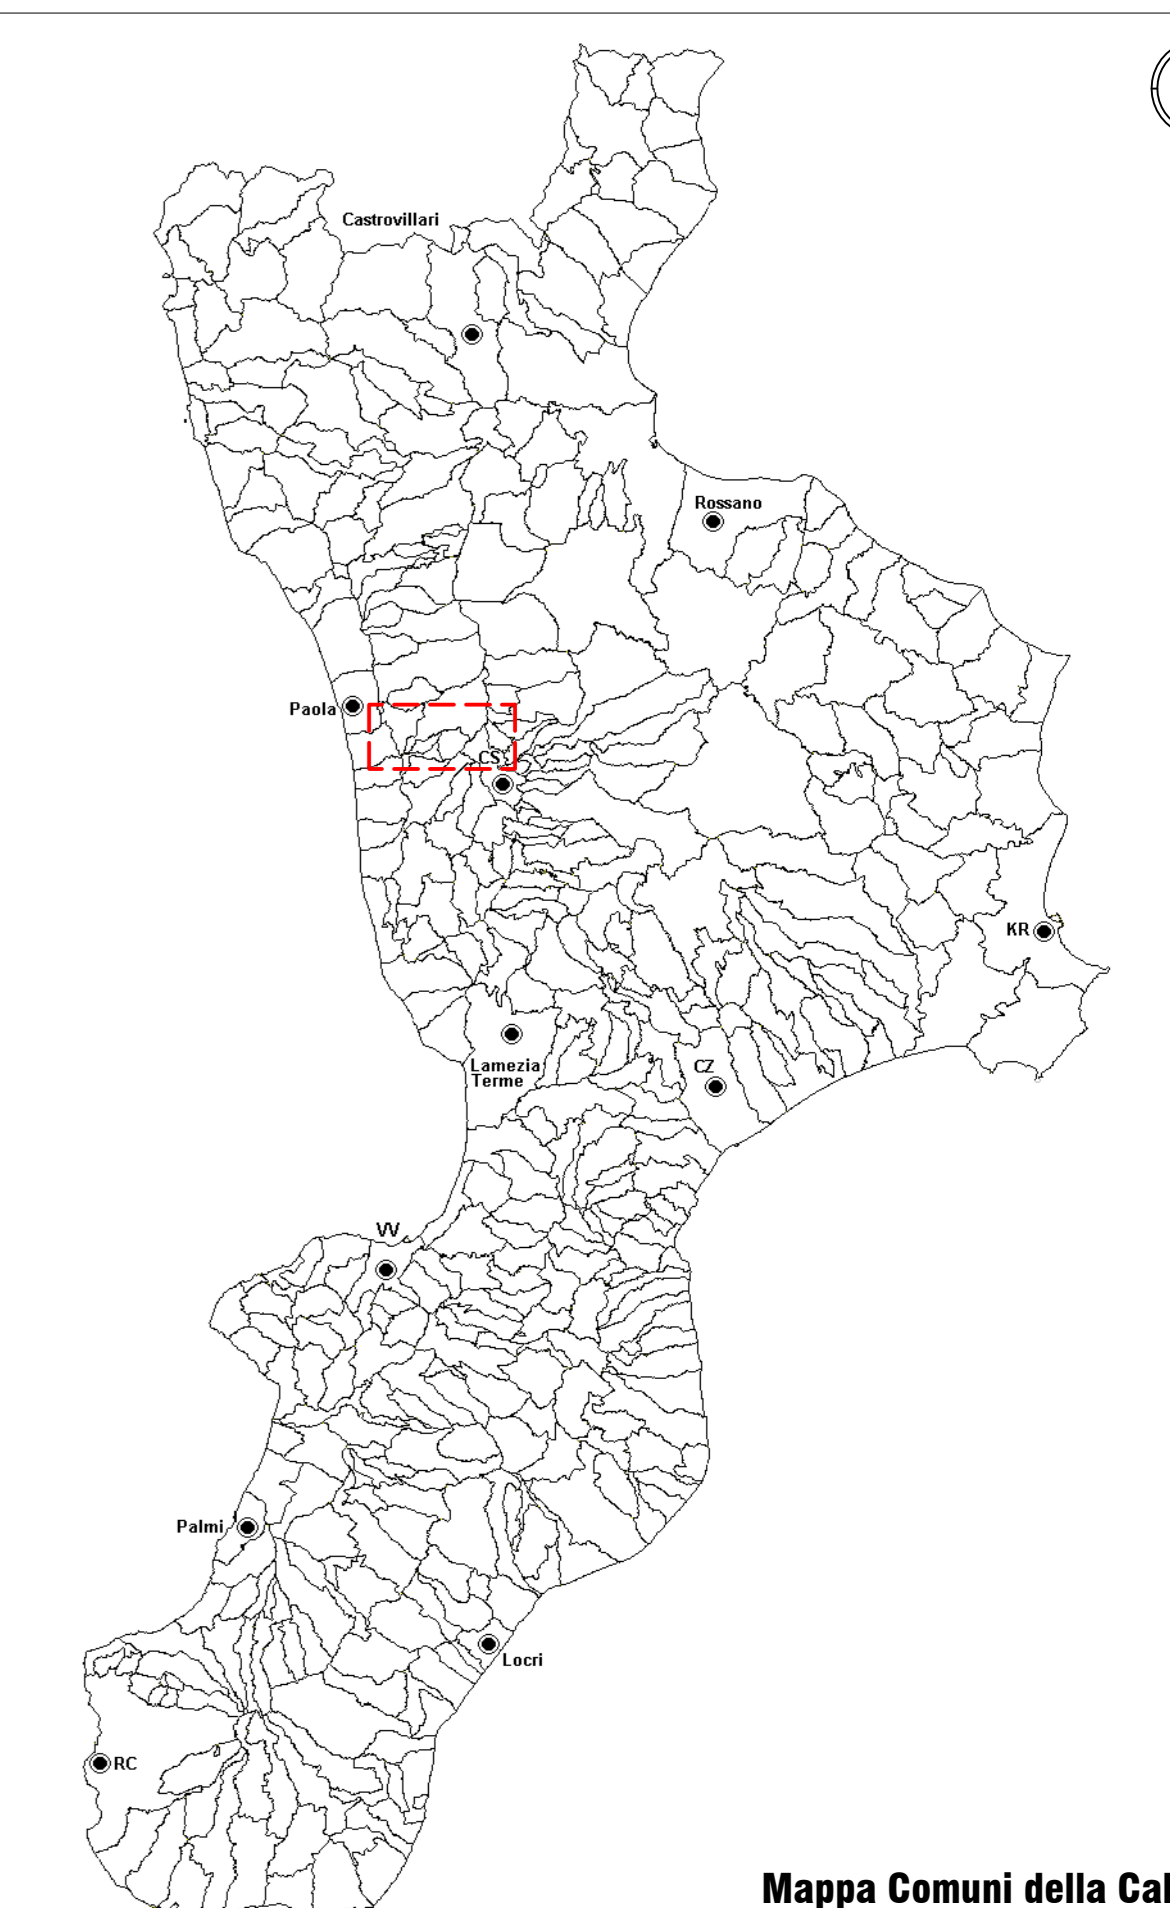 Castrovillari
Rossano
Paola
CS
KR
Lamezia
Terme
CZ
VV
Palmi
Locri
RC
Mappa Comuni della Cal